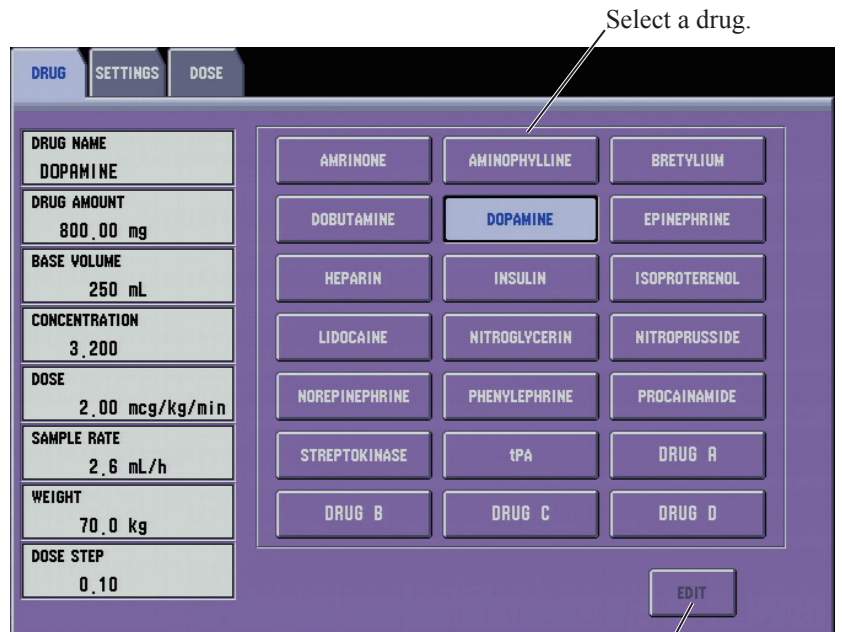 Select a drug.
DRUG SETTINGS DOSE
DRUG NAME
DOPAMINE
DRUG AMOUNT
800.00 mg
BASE VOLUME
250 mL
CONCENTRATION
3.200
DOSE
2.00 mcg/kg/min
SAMPLE RATE
2.6 mL/h
WEIGHT
70.0 kg
DOSE STEP
0.10
AMRINONE AMINOPHYLLINE BRETYLIUM
DOBUTAMINE DOPAMINE EPINEPHRINE
HEPARIN INSULIN ISOPROTERENOL
LIDOCAINE NITROGLYCERIN NITROPRUSSIDE
NOREPINEPHRINE PHENYLEPHRINE PROCAINAMIDE
STREPTOKINASE tPA DRUG A
DRUG B DRUG C DRUG D
EDIT